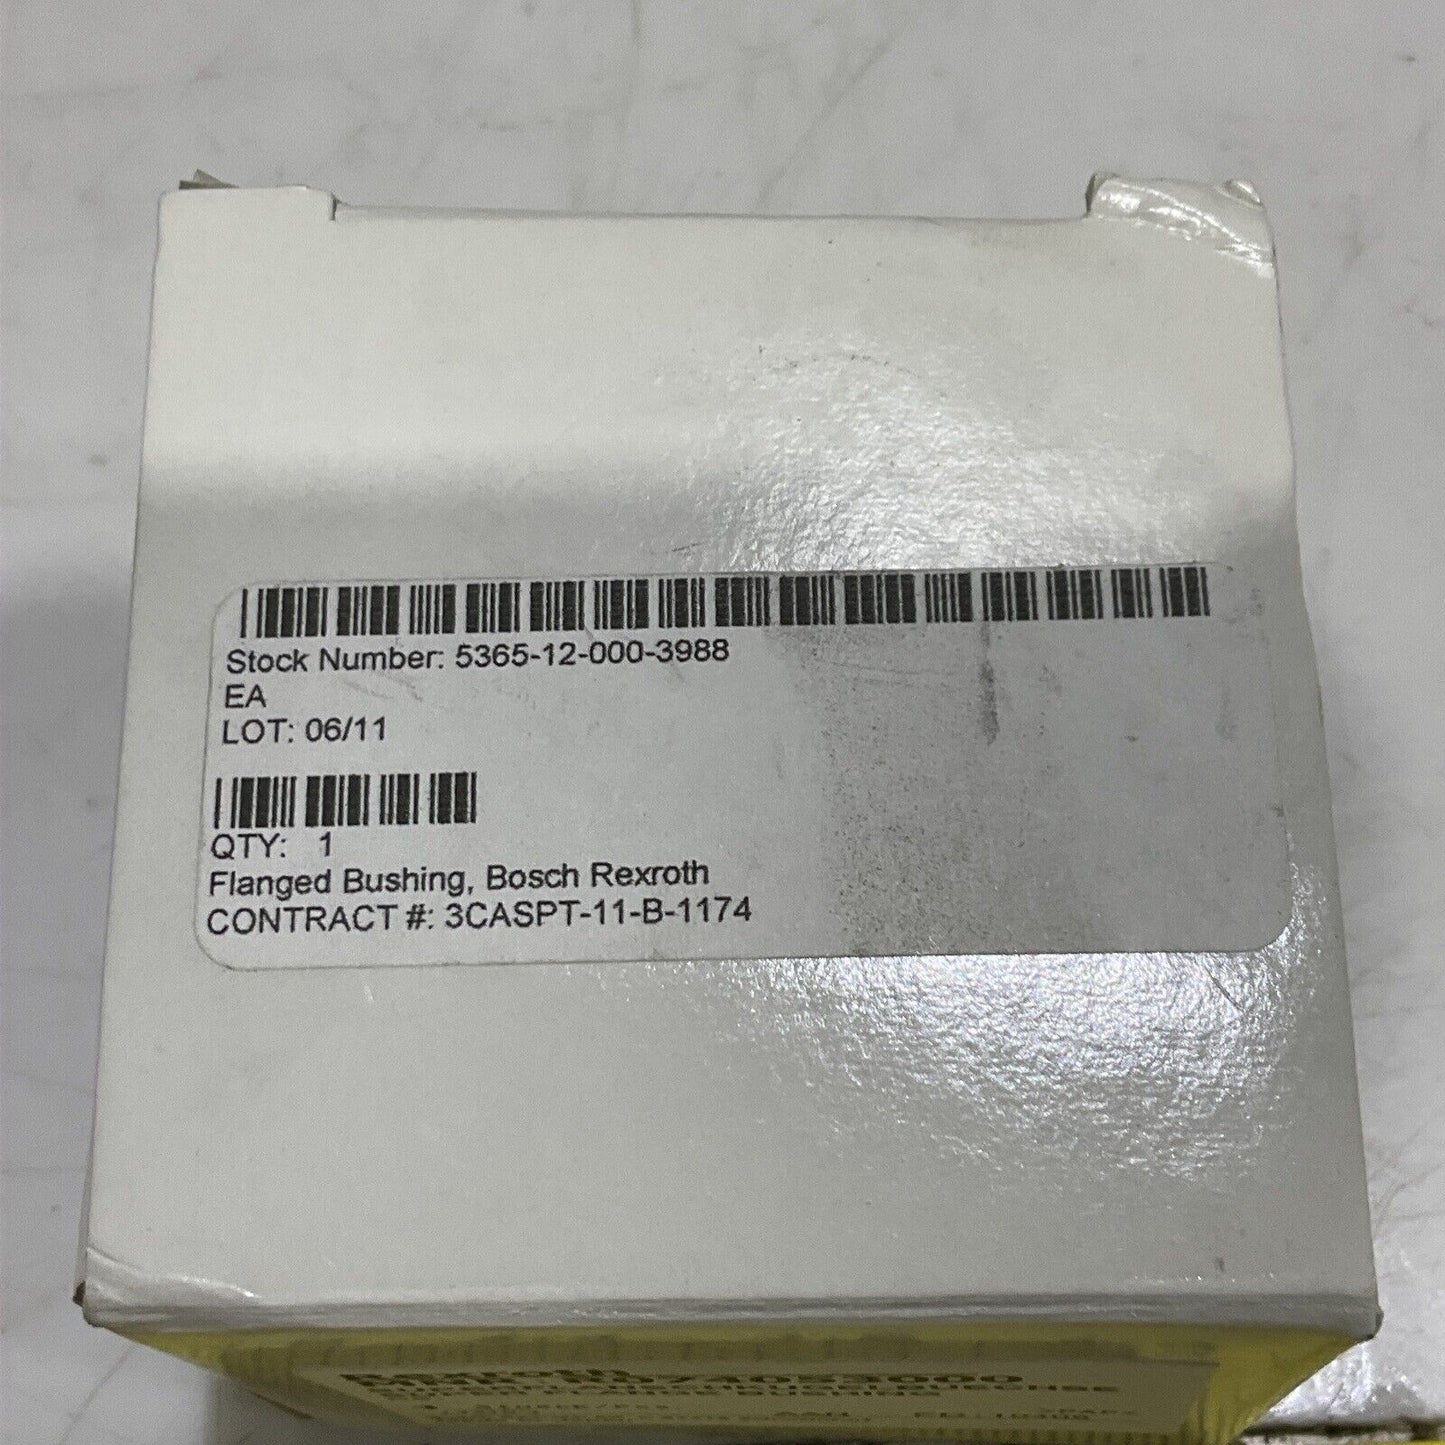 Stock Number: 5365-12-000-3988
EA
LOT: 06/11
QTY: 1
Flanged Bushing, Bosch Rexroth
CONTRACT #: 3CASPT-11-B-1174
Rexroth